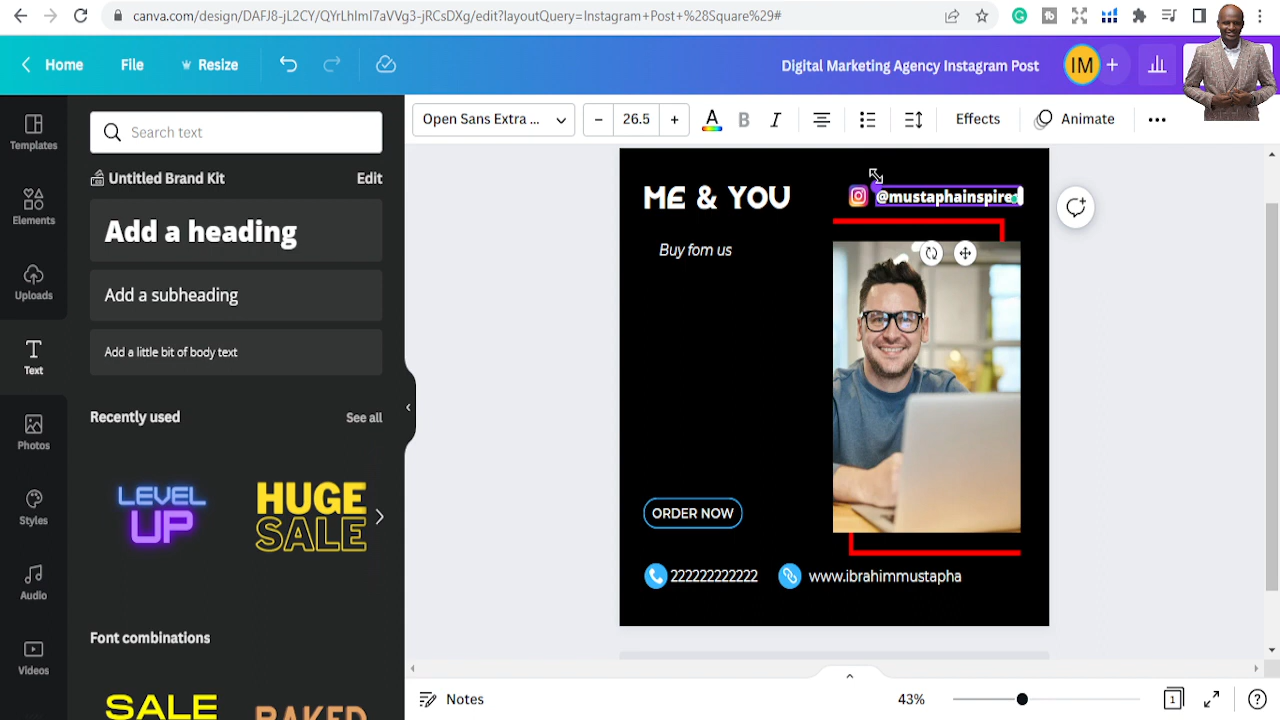 canva.com/design/DAFJ8-jL2CY/QYrLhImI7aVVg3-jRCsDXg/edit?layoutQuery=Instagram+Post+%28Square%29#
Home
File
Resize
Digital Marketing Agency Instagram Post
IM
Templates
Elements
Uploads
Text
Photos
Styles
Audio
Videos
Search text
Untitled Brand Kit
Edit
Add a heading
Add a subheading
Add a little bit of body text
Recently used
See all
LEVEL
UP
HUGE
SALE
Font combinations
SALE
BAKED
Open Sans Extra ...
26.5
A
B
I
Effects
Animate
ME & YOU
@mustaphainspire
Buy fom us
ORDER NOW
222222222222
www.ibrahimmustapha
Notes
43%
1